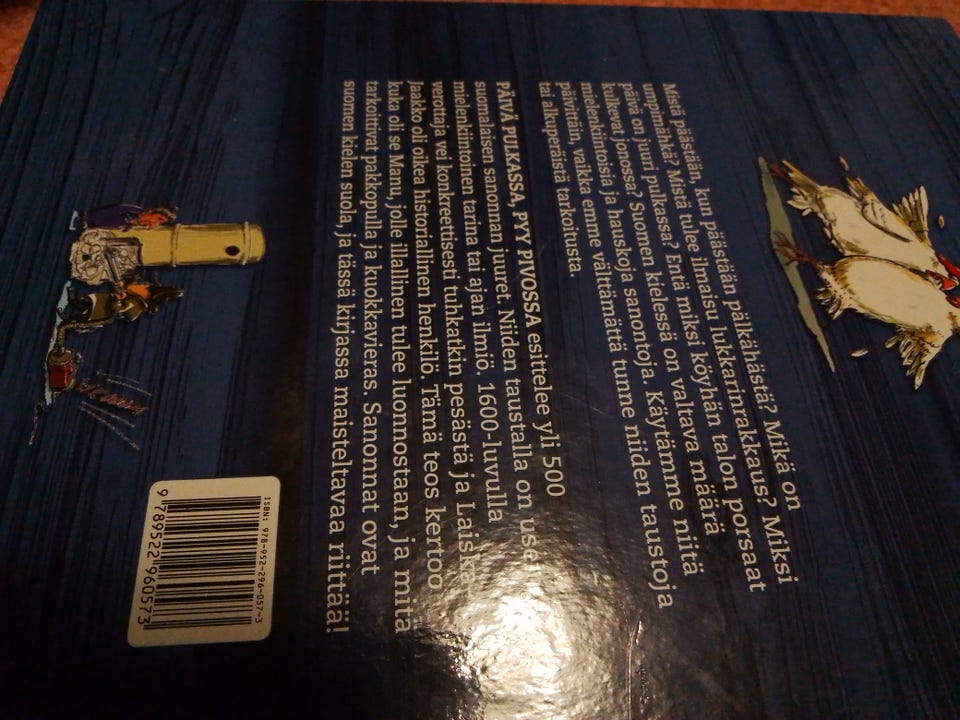 Mistä päästään, kun päästään pälkähästä? Mikä on
umpimähkä? Mistä tulee ilmaisu lukkarinrakkaus? Miksi
päivä on juuri pulkassa? Entä miksi köyhän talon porsaat
kulkevat jonossa? Suomen kielessä on valtava määrä
mielenkiintoisia ja hauskoja sanontoja. Käytämme niitä
päivittäin, vaikka emme välttämättä tunne niiden taustoja
tai alkuperäistä tarkoitusta
PÄIVÄ PULKASSA, PYY PIVOSSA esittelee yli 500
suomalaisen sanonnan juuret. Niiden taustalla on use
mielenkiintoinen tarina tai ajan ilmiö. 1600-luvulla
verottaja vei konkreettisesti tuhkatkin pesästä ja Laiska
Jaakko oli oikea historiallinen henkilö. Tämä teos kertoo
kuka oli se Manu, jolle illallinen tulee luonnostaan, ja mitä
tarkoittivat pakkopulla ja kuokkavieras. Sanonnat ovat
suomen kielen suola, ja tässä kirjassa maisteltavaa riittää!
ISBN: 978-952-296-057-3
9 789522 960573